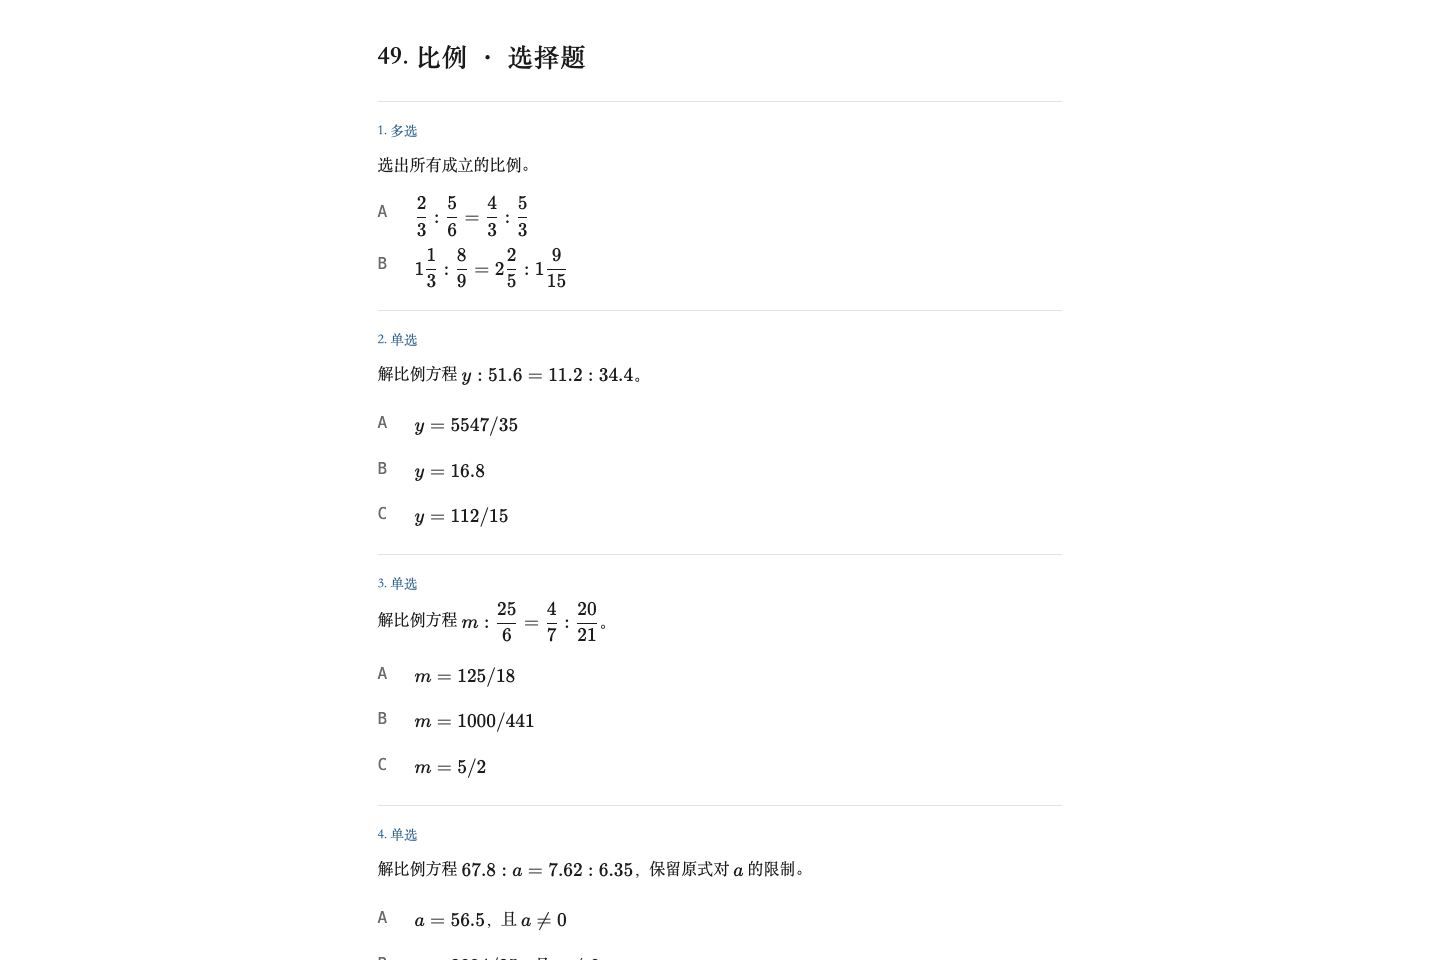 49. 比例 · 选择题
1. 多选
选出所有成立的比例。
A 2/3 : 5/6 = 4/3 : 5/3
B 1 1/3 : 8/9 = 2 2/5 : 1 9/15
2. 单选
解比例方程 y : 51.6 = 11.2 : 34.4。
A y = 5547/35
B y = 16.8
C y = 112/15
3. 单选
解比例方程 m : 25/6 = 4/7 : 20/21。
A m = 125/18
B m = 1000/441
C m = 5/2
4. 单选
解比例方程 67.8 : a = 7.62 : 6.35，保留原式对 a 的限制。
A a = 56.5，且 a ≠ 0